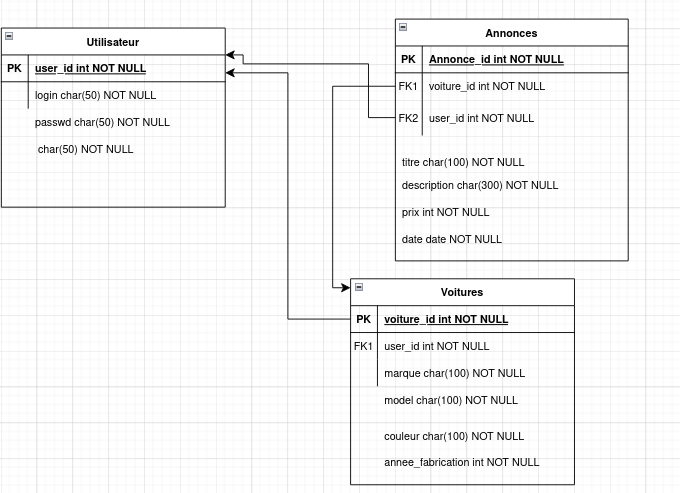 Utilisateur
PK user_id int NOT NULL
login char(50) NOT NULL
passwd char(50) NOT NULL
char(50) NOT NULL
Annonces
PK Annonce_id int NOT NULL
FK1 voiture_id int NOT NULL
FK2 user_id int NOT NULL
titre char(100) NOT NULL
description char(300) NOT NULL
prix int NOT NULL
date date NOT NULL
Voitures
PK voiture_id int NOT NULL
FK1 user_id int NOT NULL
marque char(100) NOT NULL
model char(100) NOT NULL
couleur char(100) NOT NULL
annee_fabrication int NOT NULL